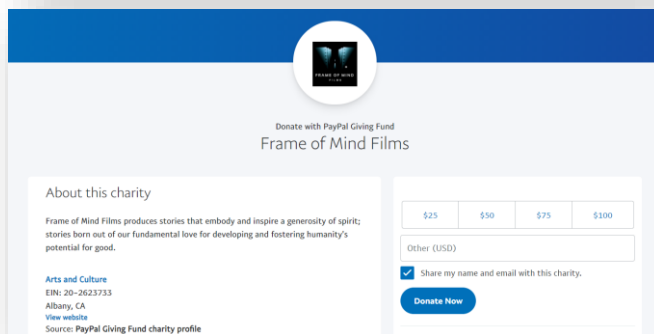 FRAME OF MIND
FILMS
Donate with PayPal Giving Fund
Frame of Mind Films
About this charity
Frame of Mind Films produces stories that embody and inspire a generosity of spirit;
stories born out of our fundamental love for developing and fostering humanity's
potential for good.
Arts and Culture
EIN: 20-2623733
Albany, CA
View website
Source: PayPal Giving Fund charity profile
$25 $50 $75 $100
Other (USD)
Share my name and email with this charity.
Donate Now